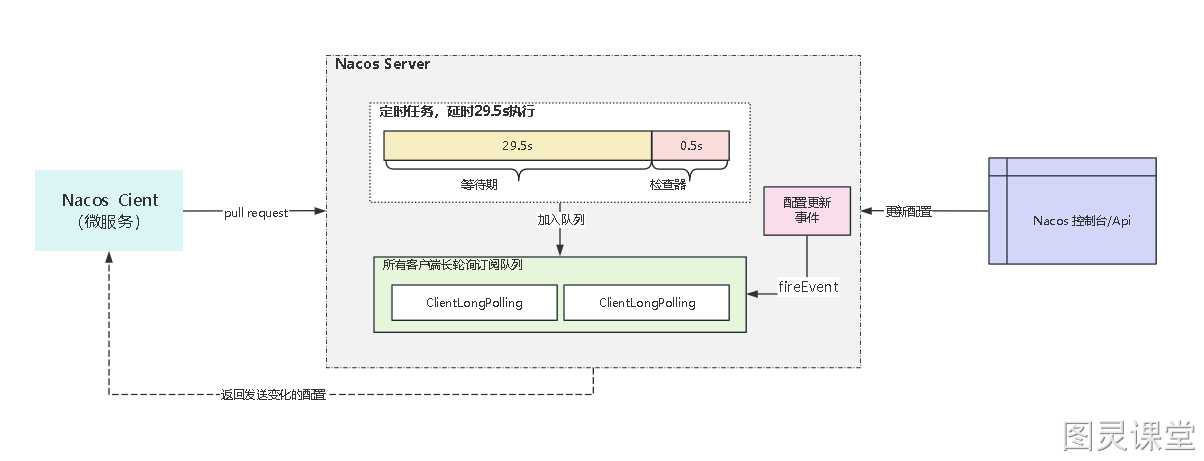 Nacos Server
定时任务，延时29.5s执行
29.5s
0.5s
等待期
检查器
Nacos Cient
（微服务）
pull request
加入队列
配置更新
事件
更新配置
Nacos 控制台/Api
所有客户端长轮询订阅队列
ClientLongPolling
ClientLongPolling
fireEvent
返回发送变化的配置
图灵课堂